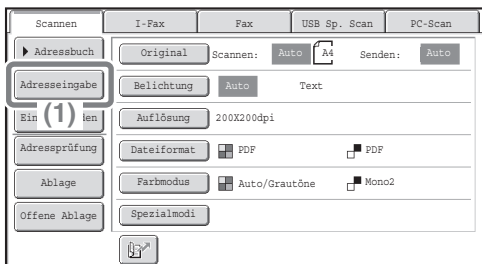 Scannen I-Fax Fax USB Sp. Scan PC-Scan
Adressbuch Original Scannen: Auto A4 Senden: Auto
Adresseingabe Belichtung Auto Text
(1) Auflösung 200X200dpi
Adressprüfung Dateiformat PDF PDF
Ablage Farbmodus Auto/Grautöne Mono2
Offene Ablage Spezialmodi